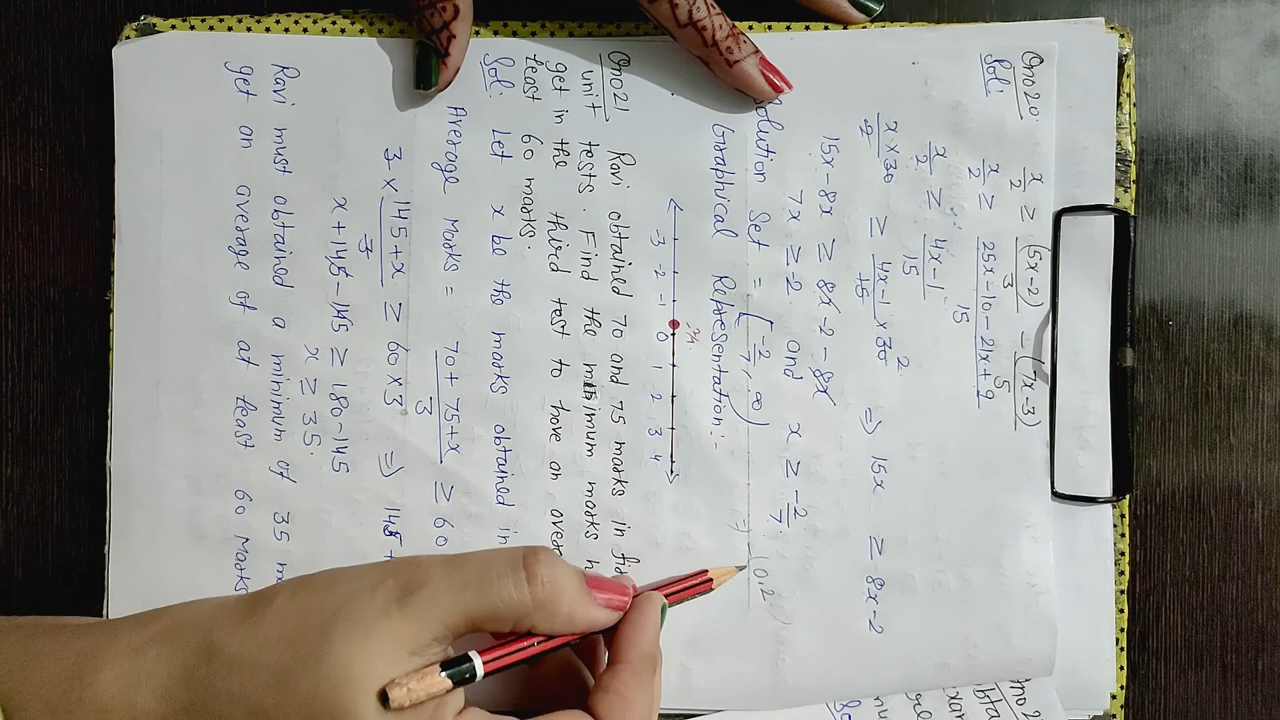 Qno20. x/2 ≥ (5x-2)/3 - (7x-3)/5
Sol: x/2 ≥ (25x-10-21x+9)/15
x/2 ≥ (4x-1)/15
x/2 × 30 ≥ (4x-1)/15 × 30 2 ⇒ 15x ≥ 8x-2
15x-8x ≥ 8x-2-8x
7x ≥ -2 and x ≥ -2/7.
Solution Set = [-2/7, ∞)
⇒ -(0.2
Graphical Representation:-
-3 -2 -1 0 1 2 3 4
Qno21 Ravi obtained 70 and 75 marks in
unit tests. Find the minimum marks
get in the third test to have an
least 60 marks.
Sol: Let x be the marks obtained in
Average Marks = (70+75+x)/3 ≥ 60
3 × (145+x)/3 ≥ 60×3 ⇒ 145+
x+145-145 ≥ 180-145
x ≥ 35.
Ravi must obtained a minimum of 35
get an average of at least 60 Marks